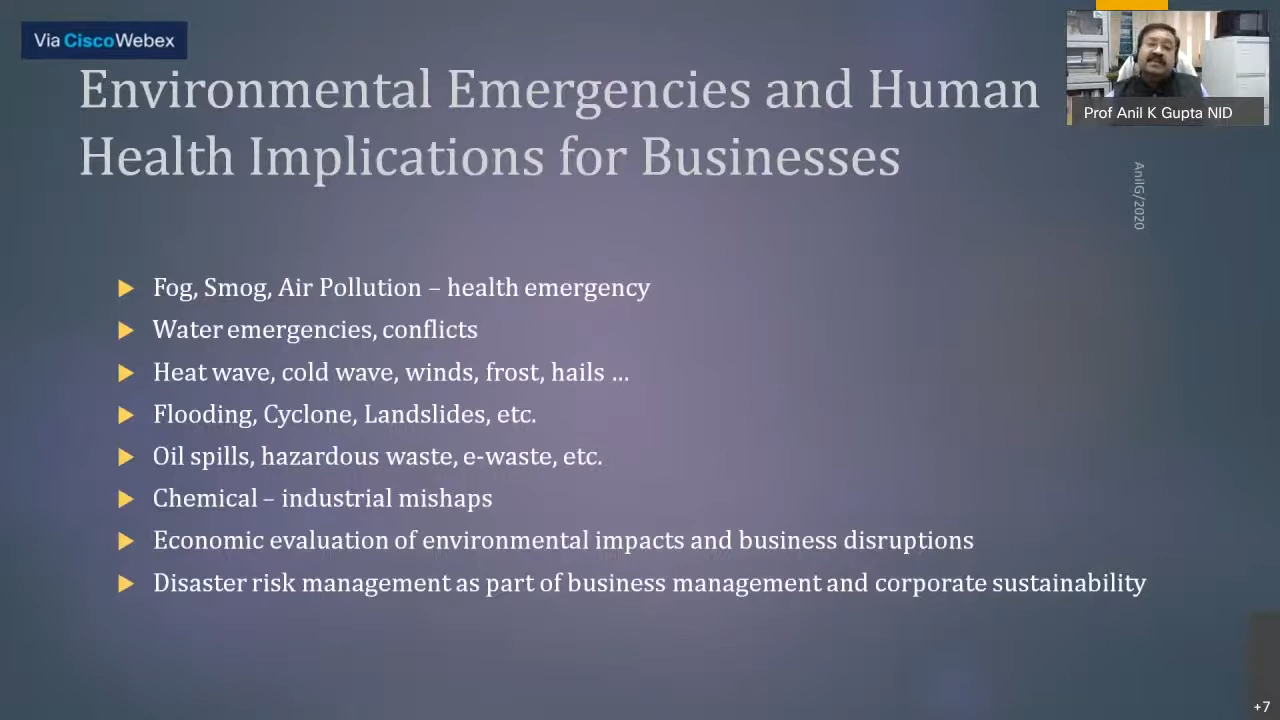 Via CiscoWebex
Environmental Emergencies and Human
Health Implications for Businesses
Prof Anil K Gupta NID
AnilG/2020
Fog, Smog, Air Pollution – health emergency
Water emergencies, conflicts
Heat wave, cold wave, winds, frost, hails ...
Flooding, Cyclone, Landslides, etc.
Oil spills, hazardous waste, e-waste, etc.
Chemical – industrial mishaps
Economic evaluation of environmental impacts and business disruptions
Disaster risk management as part of business management and corporate sustainability
+7